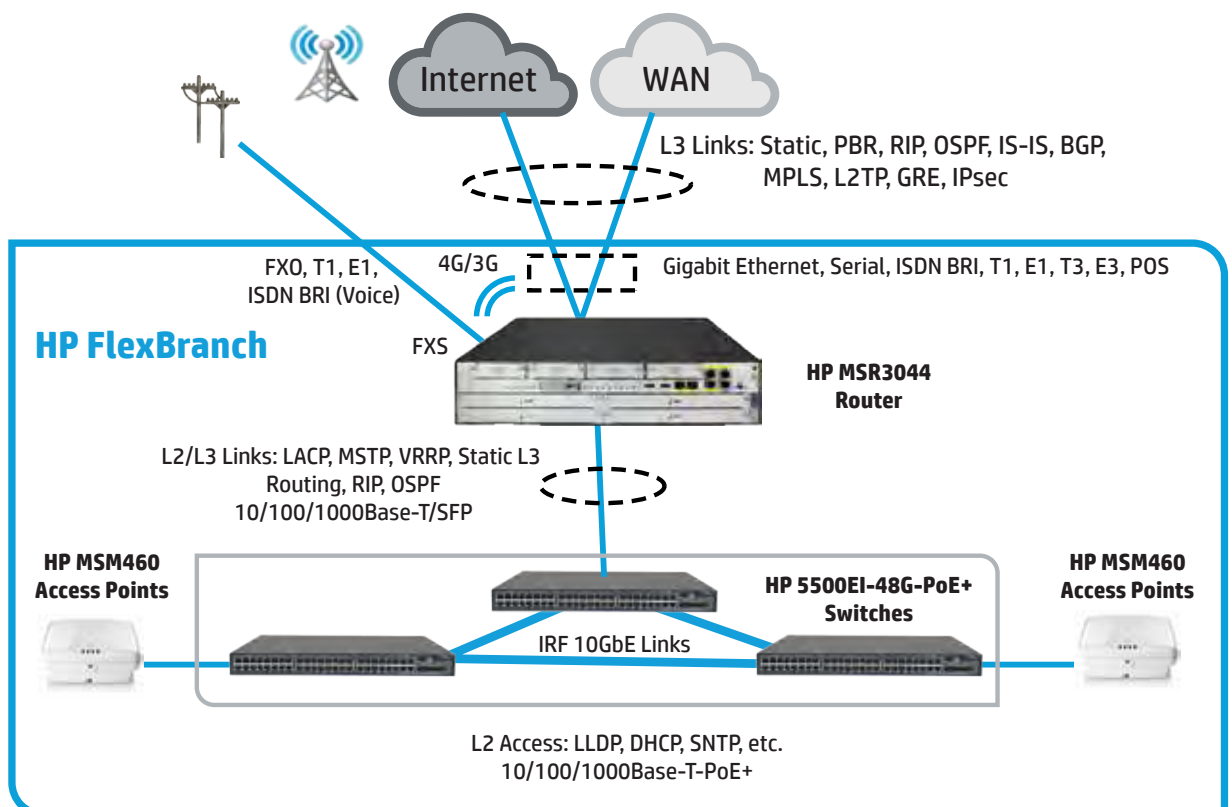 Internet
WAN
L3 Links: Static, PBR, RIP, OSPF, IS-IS, BGP,
MPLS, L2TP, GRE, IPsec
FXO, T1, E1,
ISDN BRI (Voice)
4G/3G
Gigabit Ethernet, Serial, ISDN BRI, T1, E1, T3, E3, POS
HP FlexBranch
FXS
HP MSR3044
Router
L2/L3 Links: LACP, MSTP, VRRP, Static L3
Routing, RIP, OSPF
10/100/1000Base-T/SFP
HP MSM460
Access Points
HP 5500EI-48G-PoE+
Switches
HP MSM460
Access Points
IRF 10GbE Links
L2 Access: LLDP, DHCP, SNTP, etc.
10/100/1000Base-T-PoE+